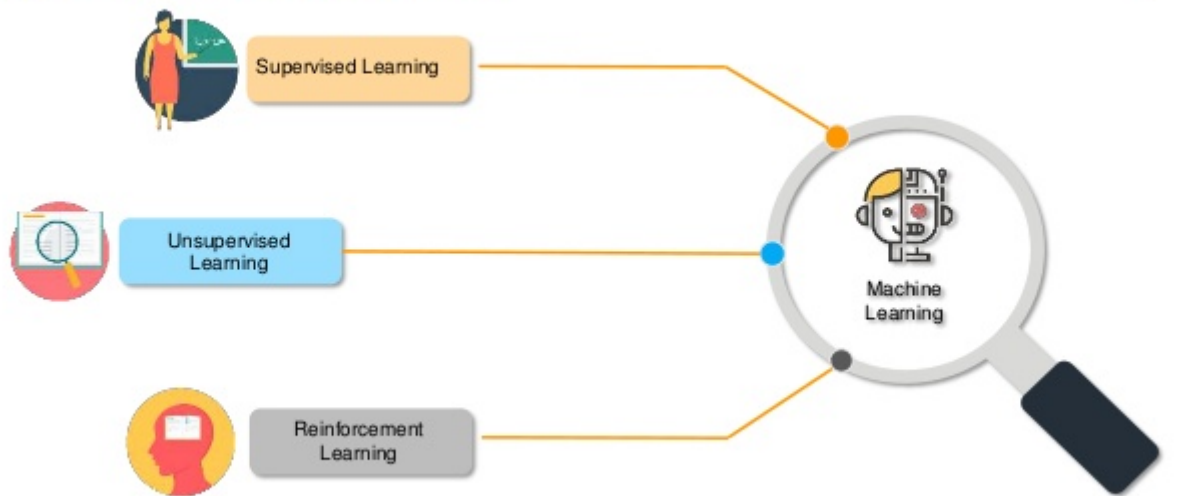 Supervised Learning
Unsupervised
Learning
Machine
Learning
Reinforcement
Learning